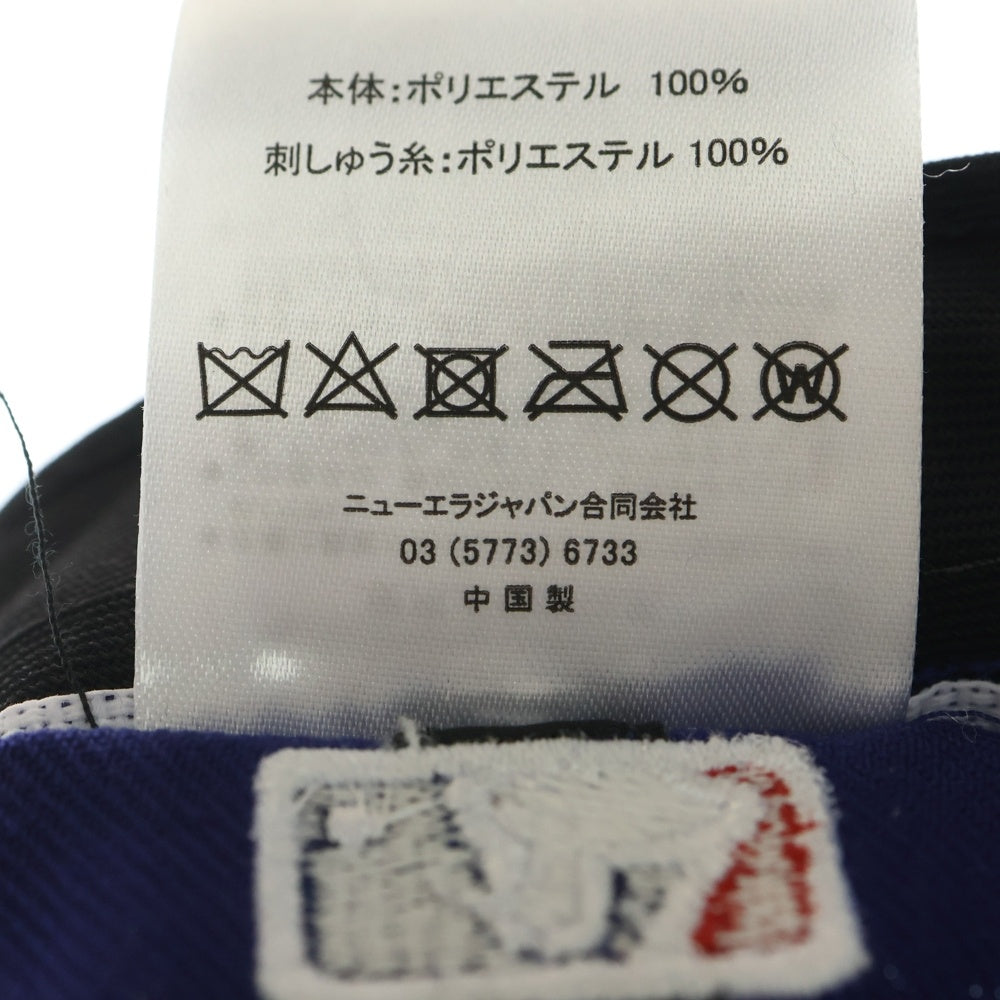 本体:ポリエステル 100%
刺しゅう糸:ポリエステル 100%
W
ニューエラジャパン合同会社
03 (5773) 6733
中国製